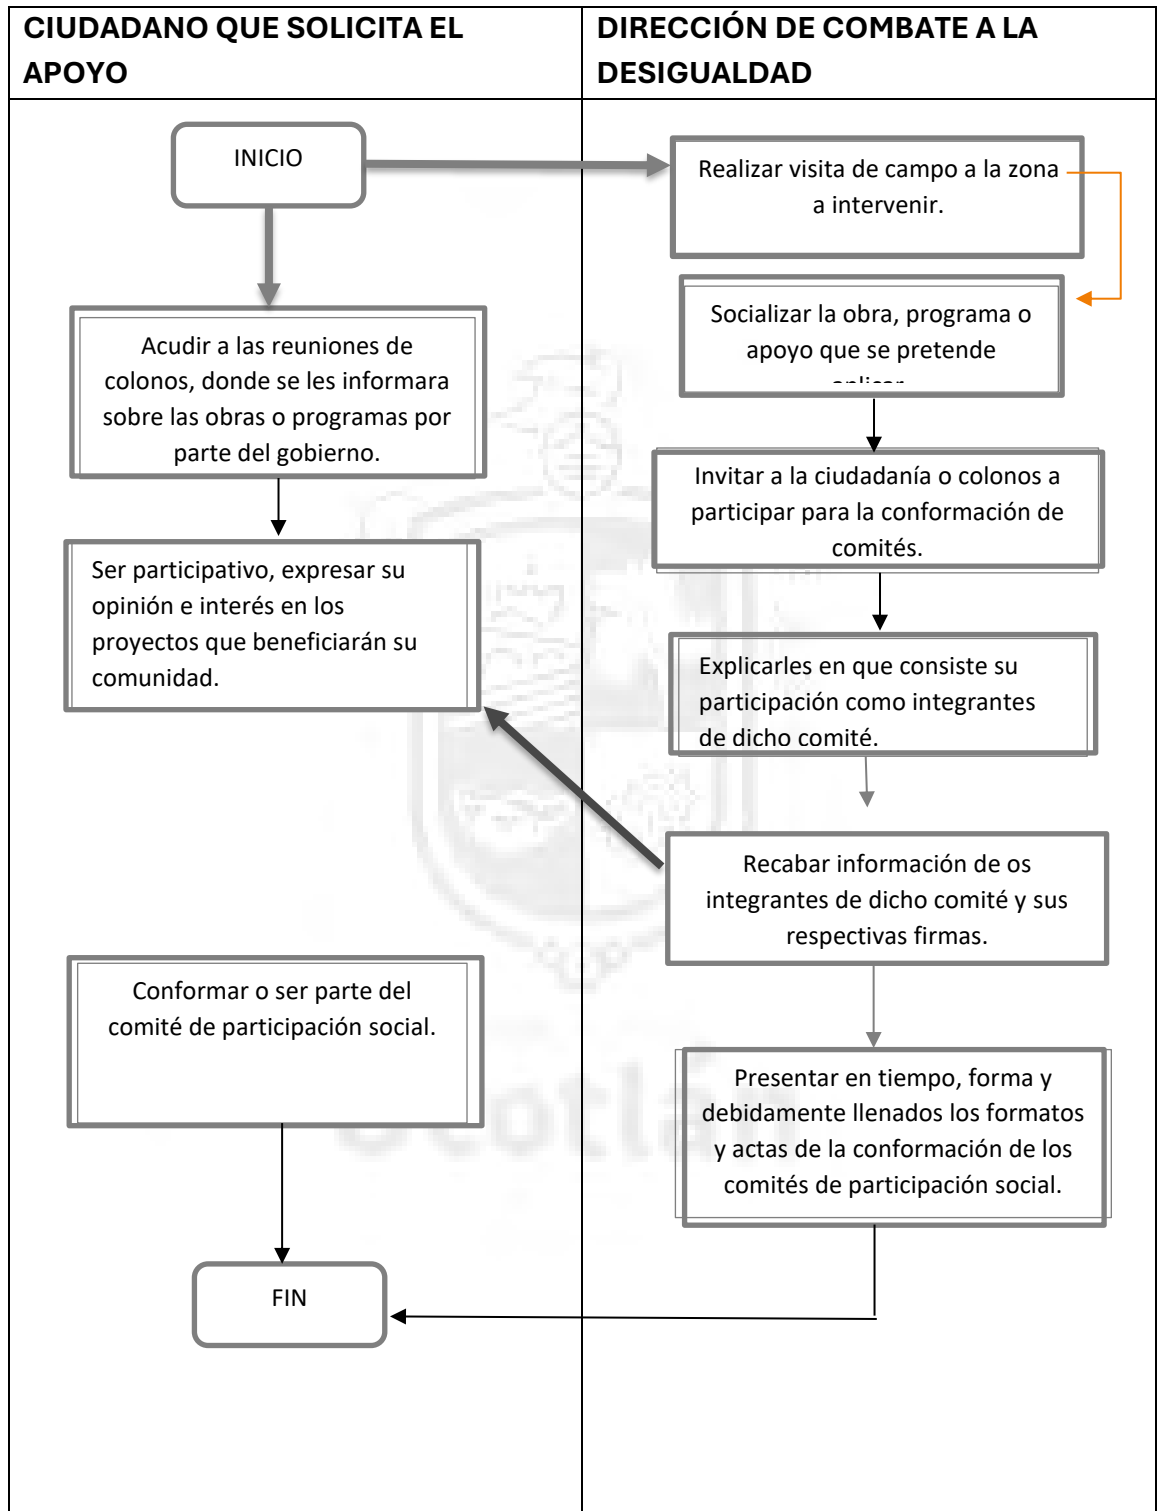 CIUDADANO QUE SOLICITA EL
APOYO
DIRECCIÓN DE COMBATE A LA
DESIGUALDAD
INICIO
Acudir a las reuniones de
colonos, donde se les informara
sobre las obras o programas por
parte del gobierno.
Ser participativo, expresar su
opinión e interés en los
proyectos que beneficiarán su
comunidad.
Conformar o ser parte del
comité de participación social.
FIN
Realizar visita de campo a la zona
a intervenir.
Socializar la obra, programa o
apoyo que se pretende
aplicar.
Invitar a la ciudadanía o colonos a
participar para la conformación de
comités.
Explicarles en que consiste su
participación como integrantes
de dicho comité.
Recabar información de os
integrantes de dicho comité y sus
respectivas firmas.
Presentar en tiempo, forma y
debidamente llenados los formatos
y actas de la conformación de los
comités de participación social.
Ocotlán